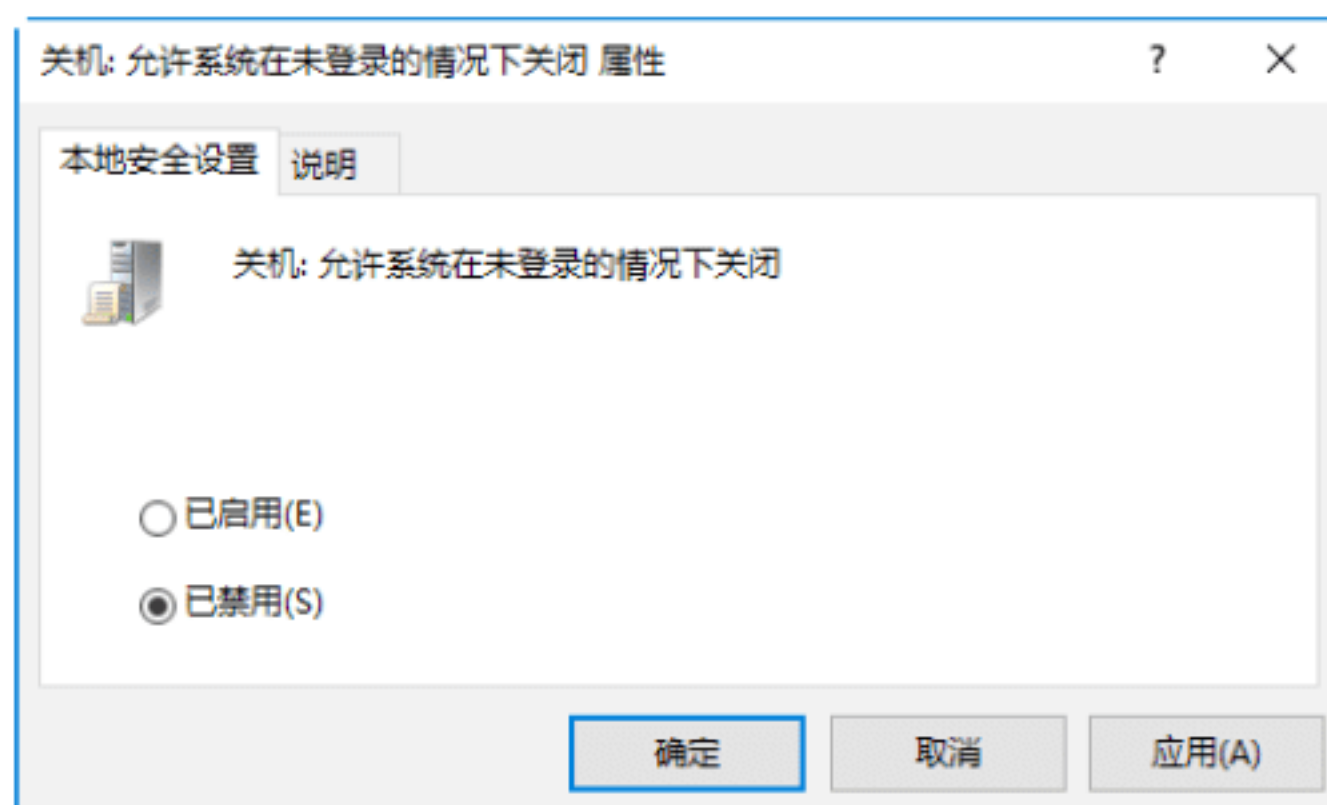 关机: 允许系统在未登录的情况下关闭 属性 ? ×
本地安全设置 说明
关机: 允许系统在未登录的情况下关闭
已启用(E)
已禁用(S)
确定 取消 应用(A)